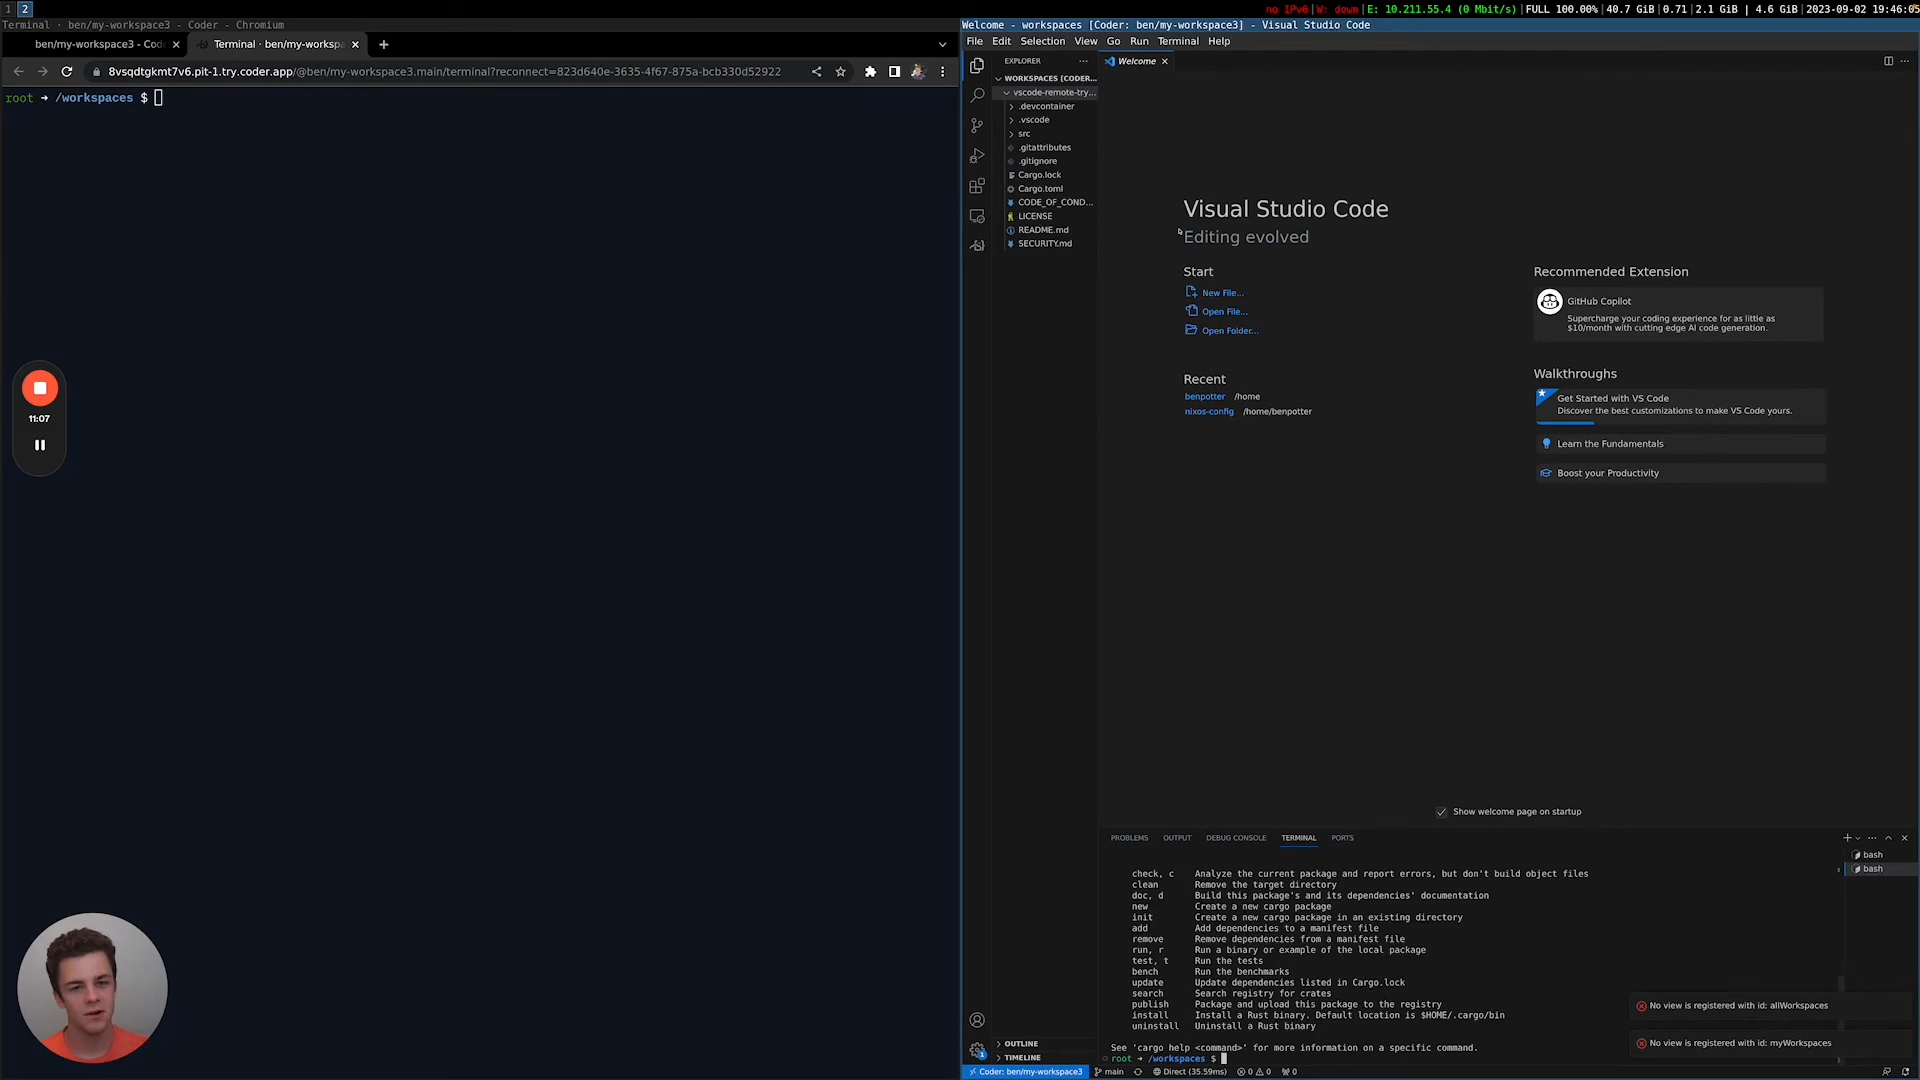 1 2
no IPv6|W: down|E: 10.211.55.4 (0 Mbit/s)|FULL 100.00%|40.7 GiB|0.71|2.1 GiB | 4.6 GiB|2023-09-02 19:46:05
Terminal · ben/my-workspace3 - Coder - Chromium
ben/my-workspace3 - Cod
Terminal · ben/my-worksp
8vsqdtgkmt7v6.pit-1.try.coder.app/@ben/my-workspace3.main/terminal?reconnect=823d640e-3635-4f67-875a-bcb330d52922
root ➜ /workspaces $
11:07
Welcome - workspaces [Coder: ben/my-workspace3] - Visual Studio Code
File Edit Selection View Go Run Terminal Help
EXPLORER
WORKSPACES [CODER...
vscode-remote-try...
.devcontainer
.vscode
src
.gitattributes
.gitignore
Cargo.lock
Cargo.toml
CODE_OF_COND...
LICENSE
README.md
SECURITY.md
OUTLINE
TIMELINE
Welcome
Visual Studio Code
Editing evolved
Start
New File...
Open File...
Open Folder...
Recent
benpotter /home
nixos-config /home/benpotter
Recommended Extension
GitHub Copilot
Supercharge your coding experience for as little as
$10/month with cutting edge AI code generation.
Walkthroughs
Get Started with VS Code
Discover the best customizations to make VS Code yours.
Learn the Fundamentals
Boost your Productivity
Show welcome page on startup
PROBLEMS OUTPUT DEBUG CONSOLE TERMINAL PORTS
bash
bash
check, c Analyze the current package and report errors, but don't build object files
clean Remove the target directory
doc, d Build this package's and its dependencies' documentation
new Create a new cargo package
init Create a new cargo package in an existing directory
add Add dependencies to a manifest file
remove Remove dependencies from a manifest file
run, r Run a binary or example of the local package
test, t Run the tests
bench Run the benchmarks
update Update dependencies listed in Cargo.lock
search Search registry for crates
publish Package and upload this package to the registry
install Install a Rust binary. Default location is $HOME/.cargo/bin
uninstall Uninstall a Rust binary
See 'cargo help <command>' for more information on a specific command.
root ➜ /workspaces $
No view is registered with id: allWorkspaces
No view is registered with id: myWorkspaces
1
Coder: ben/my-workspace3 main Direct (35.59ms) 0 0 0